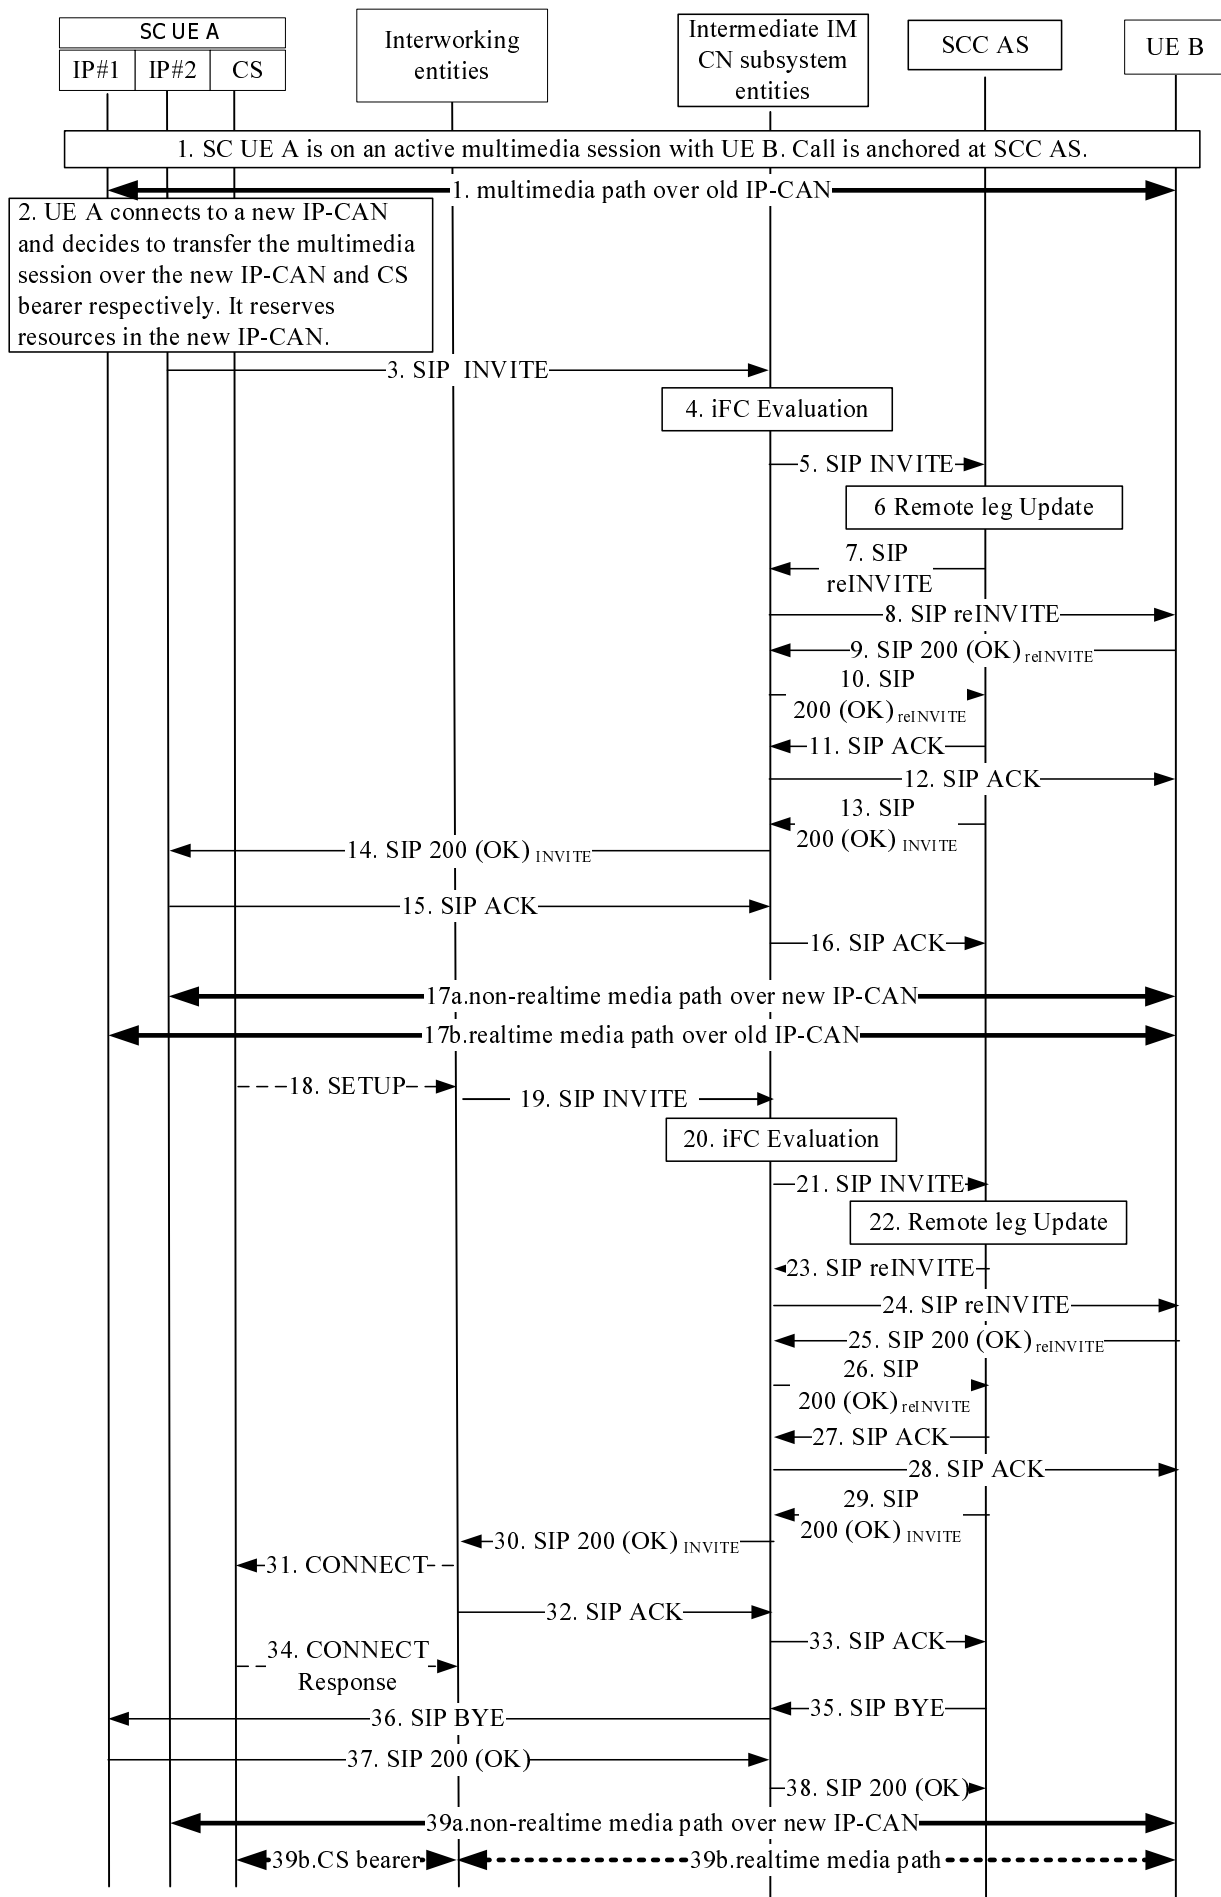 SC UE A
IP#1
IP#2
CS
Interworking
entities
Intermediate IM
CN subsystem
entities
SCC AS
UE B
1. SC UE A is on an active multimedia session with UE B. Call is anchored at SCC AS.
1. multimedia path over old IP-CAN
2. UE A connects to a new IP-CAN
and decides to transfer the multimedia
session over the new IP-CAN and CS
bearer respectively. It reserves
resources in the new IP-CAN.
3. SIP INVITE
4. iFC Evaluation
5. SIP INVITE
6 Remote leg Update
7. SIP
reINVITE
8. SIP reINVITE
9. SIP 200 (OK) reINVITE
10. SIP
200 (OK) reINVITE
11. SIP ACK
12. SIP ACK
13. SIP
200 (OK) INVITE
14. SIP 200 (OK) INVITE
15. SIP ACK
16. SIP ACK
17a.non-realtime media path over new IP-CAN
17b.realtime media path over old IP-CAN
18. SETUP
19. SIP INVITE
20. iFC Evaluation
21. SIP INVITE
22. Remote leg Update
23. SIP reINVITE
24. SIP reINVITE
25. SIP 200 (OK) reINVITE
26. SIP
200 (OK) reINVITE
27. SIP ACK
28. SIP ACK
29. SIP
200 (OK) INVITE
30. SIP 200 (OK) INVITE
31. CONNECT
32. SIP ACK
33. SIP ACK
34. CONNECT
Response
35. SIP BYE
36. SIP BYE
37. SIP 200 (OK)
38. SIP 200 (OK)
39a.non-realtime media path over new IP-CAN
39b.CS bearer
39b.realtime media path